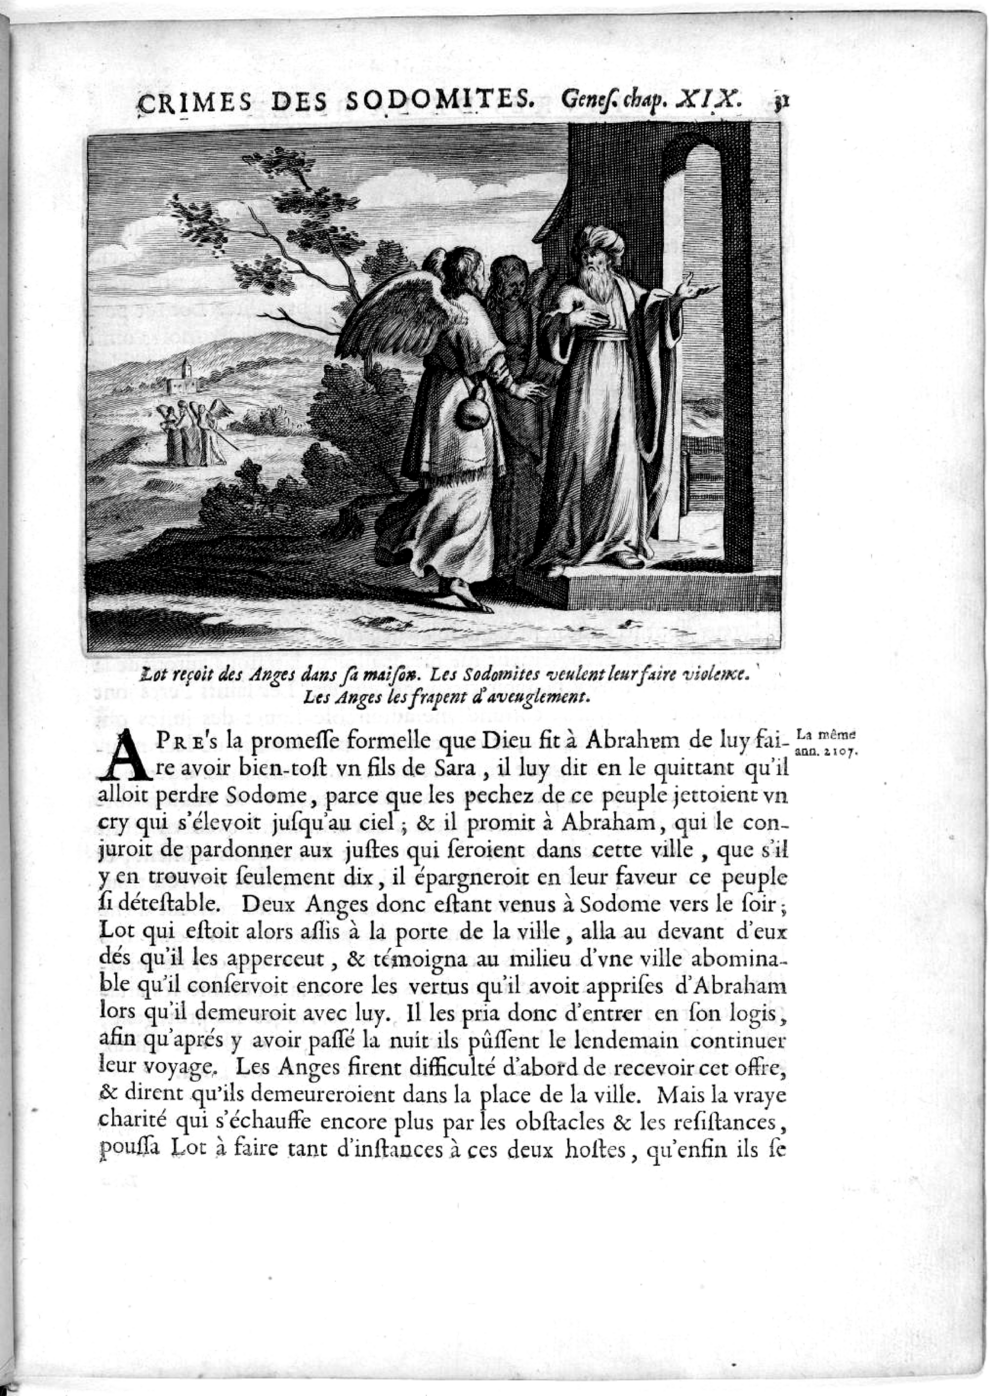 CRIMES DES SODOMITES. Geneſ. chap. XIX. 31
Lot reçoit des Anges dans ſa maiſon. Les Sodomites veulent leur faire violence.
Les Anges les frapent d'aveuglement.
APRE's la promeſſe formelle que Dieu fit à Abraham de luy fai-
re avoir bien-toſt vn fils de Sara, il luy dit en le quittant qu'il
alloit perdre Sodome, parce que les pechez de ce peuple jettoient vn
cry qui s'élevoit juſqu'au ciel; & il promit à Abraham, qui le con-
juroit de pardonner aux juſtes qui ſeroient dans cette ville, que s'il
y en trouvoit ſeulement dix, il épargneroit en leur faveur ce peuple
ſi déteſtable. Deux Anges donc eſtant venus à Sodome vers le ſoir;
Lot qui eſtoit alors aſſis à la porte de la ville, alla au devant d'eux
dés qu'il les apperceut, & témoigna au milieu d'vne ville abomina-
ble qu'il conſervoit encore les vertus qu'il avoit appriſes d'Abraham
lors qu'il demeuroit avec luy. Il les pria donc d'entrer en ſon logis,
afin qu'aprés y avoir paſſé la nuit ils pûſſent le lendemain continuer
leur voyage. Les Anges firent difficulté d'abord de recevoir cet offre,
& dirent qu'ils demeureroient dans la place de la ville. Mais la vraye
charité qui s'échauffe encore plus par les obſtacles & les reſiſtances,
pouſſa Lot à faire tant d'inſtances à ces deux hoſtes, qu'enfin ils ſe
La même
ann. 2107.